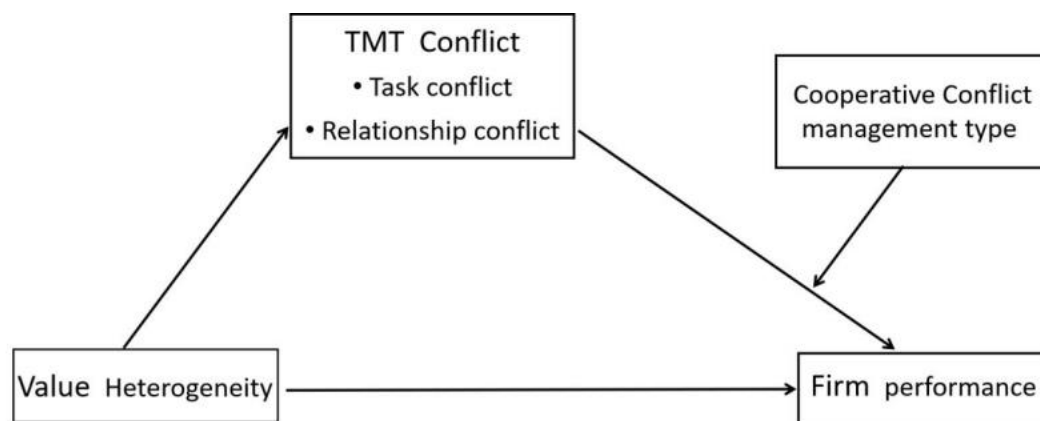 TMT Conflict
• Task conflict
• Relationship conflict
Cooperative Conflict
management type
Value Heterogeneity
Firm performance